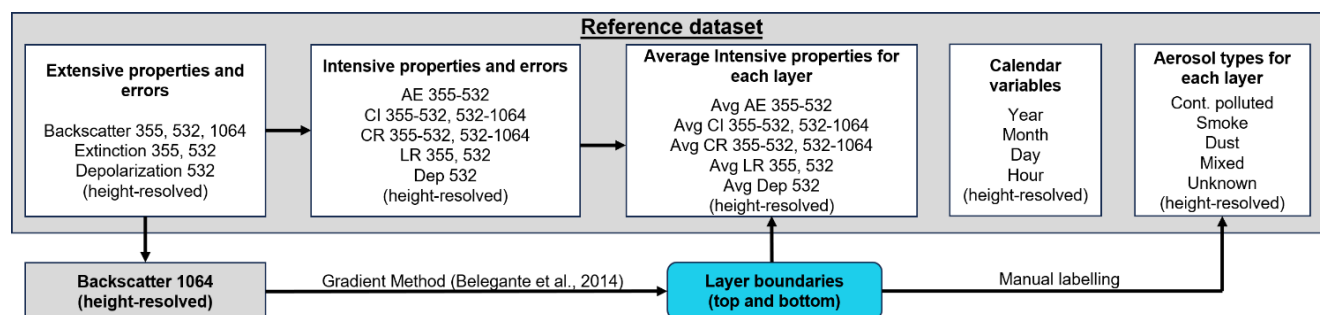 Reference dataset
Extensive properties and
errors
Backscatter 355, 532, 1064
Extinction 355, 532
Depolarization 532
(height-resolved)
Intensive properties and errors
AE 355-532
CI 355-532, 532-1064
CR 355-532, 532-1064
LR 355, 532
Dep 532
(height-resolved)
Average Intensive properties for
each layer
Avg AE 355-532
Avg CI 355-532, 532-1064
Avg CR 355-532, 532-1064
Avg LR 355, 532
Avg Dep 532
(height-resolved)
Calendar
variables
Year
Month
Day
Hour
(height-resolved)
Aerosol types for
each layer
Cont. polluted
Smoke
Dust
Mixed
Unknown
(height-resolved)
Backscatter 1064
(height-resolved)
Gradient Method (Belegante et al., 2014)
Layer boundaries
(top and bottom)
Manual labelling